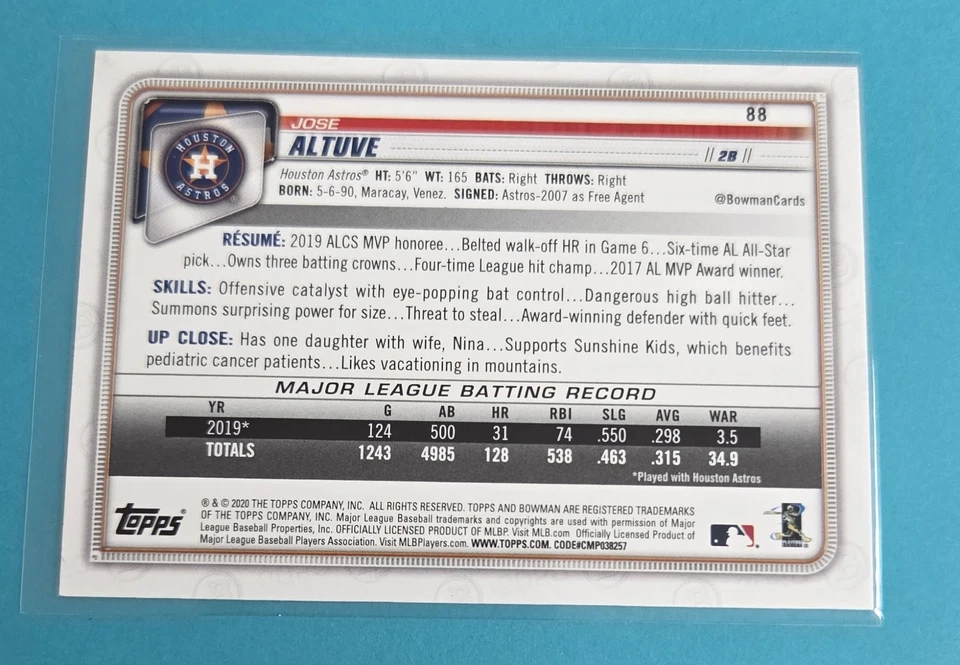 88
JOSE
ALTUVE // 2B //
HOUSTON
H
ASTROS
Houston Astros® HT: 5'6" WT: 165 BATS: Right THROWS: Right
BORN: 5-6-90, Maracay, Venez. SIGNED: Astros-2007 as Free Agent
@BowmanCards
RÉSUMÉ: 2019 ALCS MVP honoree...Belted walk-off HR in Game 6...Six-time AL All-Star
pick...Owns three batting crowns...Four-time League hit champ...2017 AL MVP Award winner.
SKILLS: Offensive catalyst with eye-popping bat control...Dangerous high ball hitter...
Summons surprising power for size...Threat to steal...Award-winning defender with quick feet.
UP CLOSE: Has one daughter with wife, Nina...Supports Sunshine Kids, which benefits
pediatric cancer patients...Likes vacationing in mountains.
MAJOR LEAGUE BATTING RECORD
YR G AB HR RBI SLG AVG WAR
2019* 124 500 31 74 .550 .298 3.5
TOTALS 1243 4985 128 538 .463 .315 34.9
*Played with Houston Astros
TOPPS®
® & © 2020 THE TOPPS COMPANY, INC. ALL RIGHTS RESERVED. TOPPS AND BOWMAN ARE REGISTERED TRADEMARKS
OF THE TOPPS COMPANY, INC. Major League Baseball trademarks and copyrights are used with permission of Major
League Baseball Properties, Inc. OFFICIALLY LICENSED PRODUCT OF MLBP. Visit MLB.com Officially Licensed Product of
Major League Baseball Players Association. Visit MLBPlayers.com. WWW.TOPPS.COM. CODE#CMP038257
PLAYERS